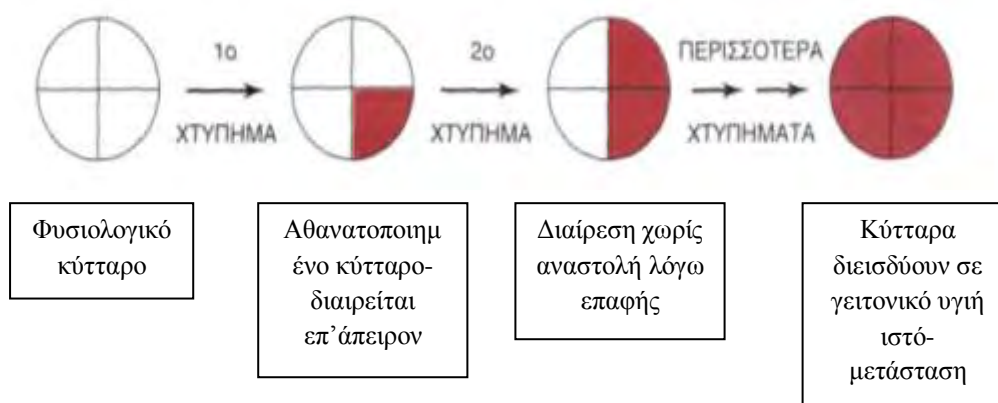 1ο
ΧΤΥΠΗΜΑ
2ο
ΧΤΥΠΗΜΑ
ΠΕΡΙΣΣΟΤΕΡΑ
ΧΤΥΠΗΜΑΤΑ
Φυσιολογικό
κύτταρο
Αθανατοποιημ
ένο κύτταρο-
διαιρείται
επ’άπειρον
Διαίρεση χωρίς
αναστολή λόγω
επαφής
Κύτταρα
διεισδύουν σε
γειτονικό υγιή
ιστό-
μετάσταση